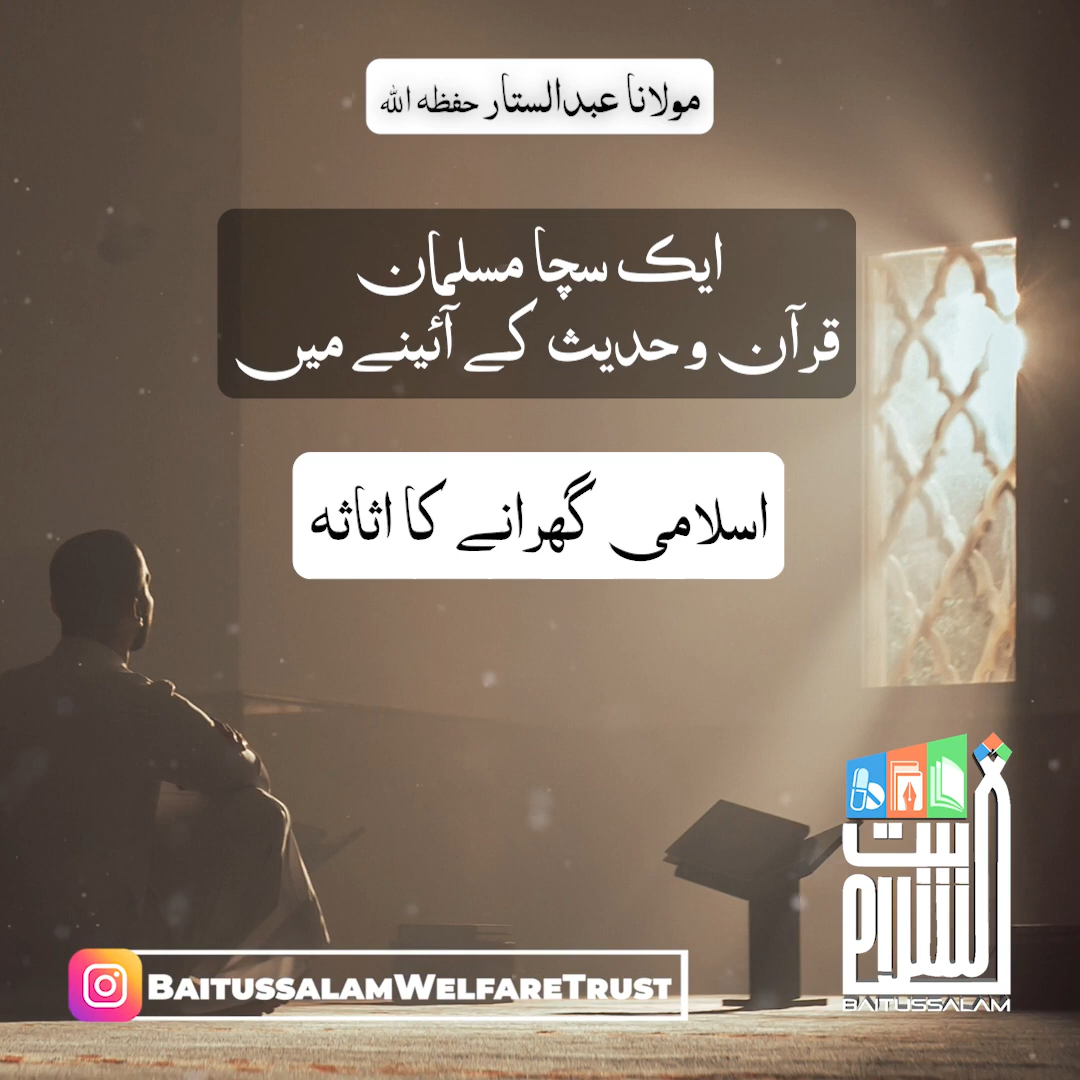 مولانا عبدالستار حفظہ اللہ
ایک سچا مسلمان
قرآن و حدیث کے آئینے میں
اسلامی گھرانے کا اثاثہ
بیت السلام
BAITUSSALAM
BAITUSSALAMWELFARETRUST